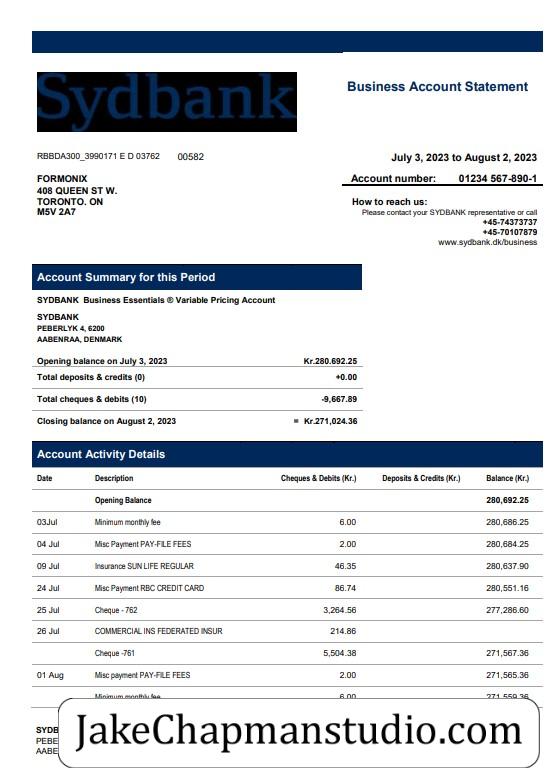 Sydbank
Business Account Statement
RBBDA300_3990171 E D 03762 00582
July 3, 2023 to August 2, 2023
FORMONIX
408 QUEEN ST W.
TORONTO. ON
M5V 2A7
Account number: 01234 567-890-1
How to reach us:
Please contact your SYDBANK representative or call
+45-74373737
+45-70107879
www.sydbank.dk/business
Account Summary for this Period
SYDBANK Business Essentials ® Variable Pricing Account
SYDBANK
PEBERLYK 4, 6200
AABENRAA, DENMARK
Opening balance on July 3, 2023 Kr.280.692.25
Total deposits & credits (0) +0.00
Total cheques & debits (10) -9,667.89
Closing balance on August 2, 2023 = Kr.271,024.36
Account Activity Details
Date Description Cheques & Debits (Kr.) Deposits & Credits (Kr.) Balance (Kr.)
Opening Balance 280,692.25
03Jul Minimum monthly fee 6.00 280,686.25
04 Jul Misc Payment PAY-FILE FEES 2.00 280,684.25
09 Jul Insurance SUN LIFE REGULAR 46.35 280,637.90
24 Jul Misc Payment RBC CREDIT CARD 86.74 280,551.16
25 Jul Cheque - 762 3,264.56 277,286.60
26 Jul COMMERCIAL INS FEDERATED INSUR 214.86
Cheque -761 5,504.38 271,567.36
01 Aug Misc payment PAY-FILE FEES 2.00 271,565.36
Minimum monthly fee 6.00 271,559.36
SYDB
PEBE
AABE
JakeChapmanstudio.com